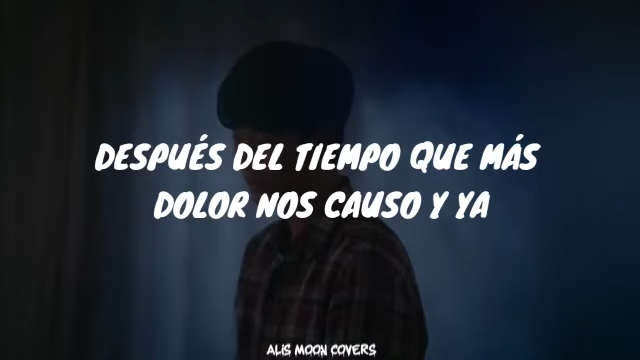 DESPUÉS DEL TIEMPO QUE MÁS
DOLOR NOS CAUSO Y YA
ALIS MOON COVERS